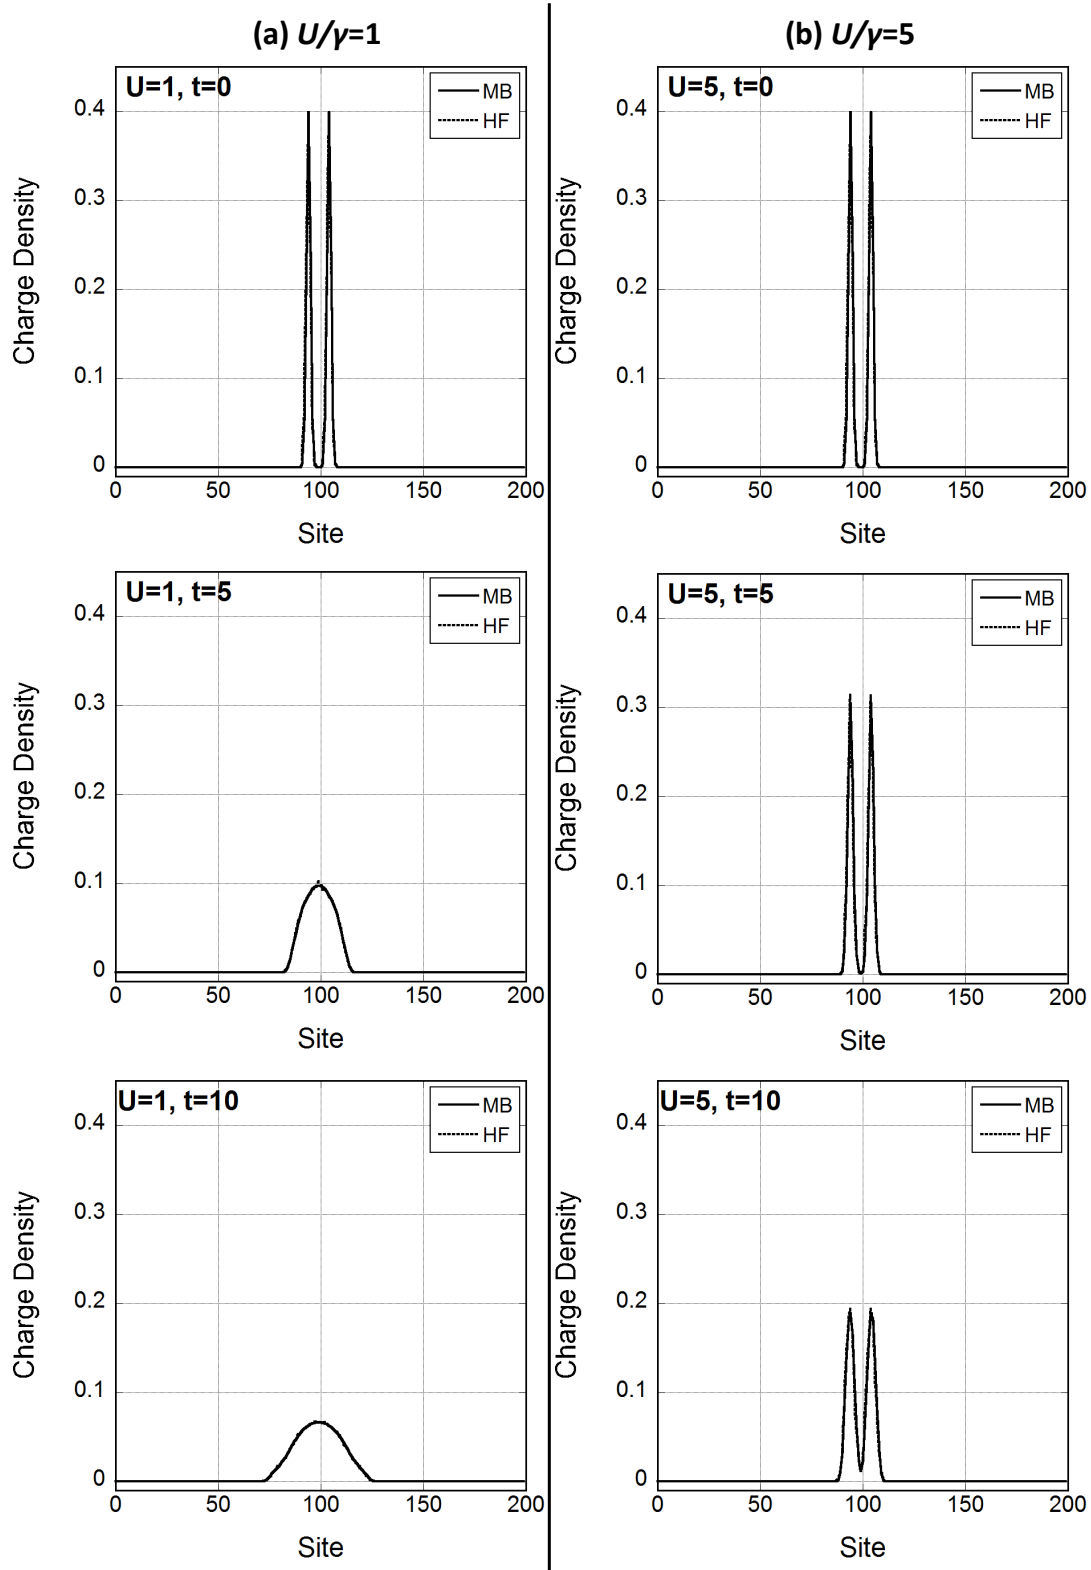 (a) U/γ=1
U=1, t=0
MB
HF
0.4
0.3
0.2
0.1
0
Charge Density
0 50 100 150 200
Site
U=1, t=5
MB
HF
0.4
0.3
0.2
0.1
0
Charge Density
0 50 100 150 200
Site
U=1, t=10
MB
HF
0.4
0.3
0.2
0.1
0
Charge Density
0 50 100 150 200
Site
(b) U/γ=5
U=5, t=0
MB
HF
0.4
0.3
0.2
0.1
0
Charge Density
0 50 100 150 200
Site
U=5, t=5
MB
HF
0.4
0.3
0.2
0.1
0
Charge Density
0 50 100 150 200
Site
U=5, t=10
MB
HF
0.4
0.3
0.2
0.1
0
Charge Density
0 50 100 150 200
Site